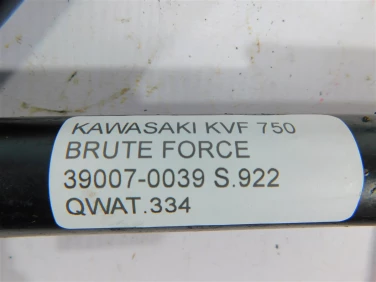 KAWASAKI KVF 750
BRUTE FORCE
39007-0039 S.922
QWAT.334